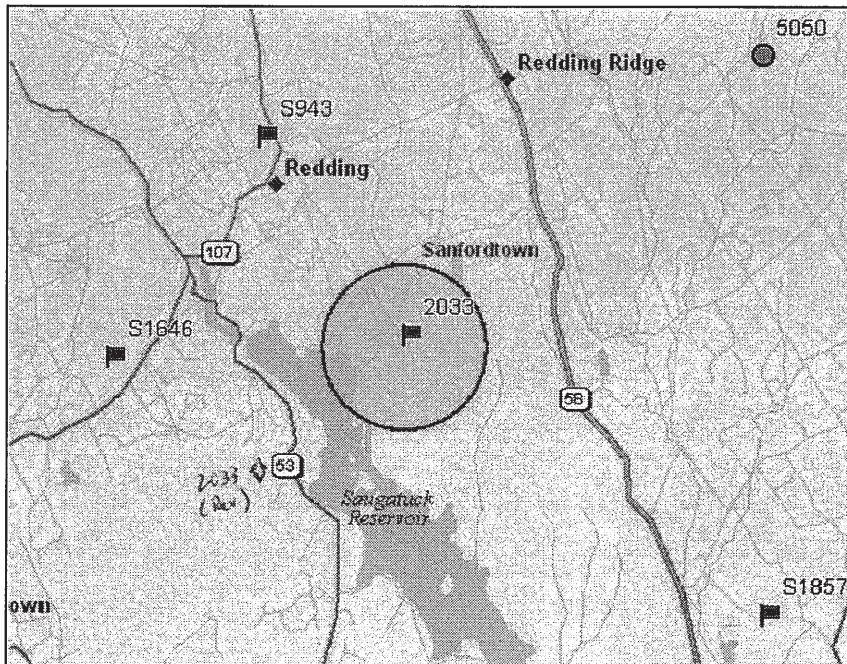 5050
Redding Ridge
S943
Redding
107
Sanfordtown
2033
S1646
58
53
2033
(Rev)
Saugatuck
Reservoir
S1857
own